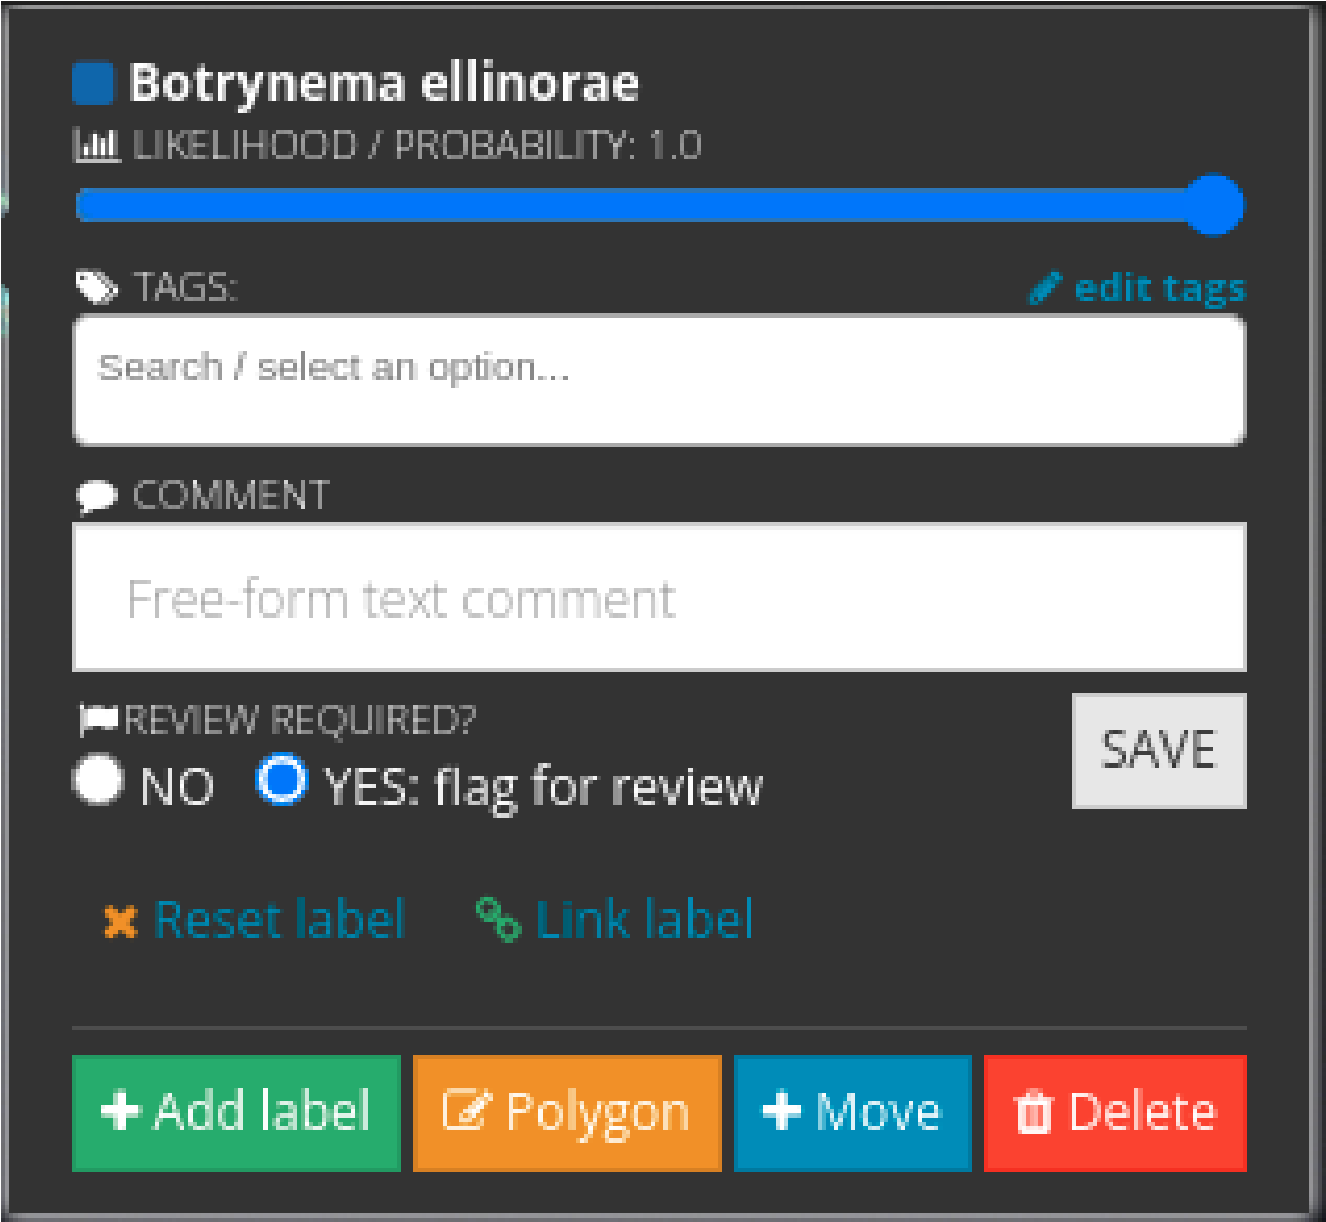 Botrynema ellinorae
LIKELIHOOD / PROBABILITY: 1.0
TAGS: edit tags
Search / select an option...
COMMENT
Free-form text comment
REVIEW REQUIRED?
SAVE
NO YES: flag for review
Reset label Link label
Add label Polygon Move Delete